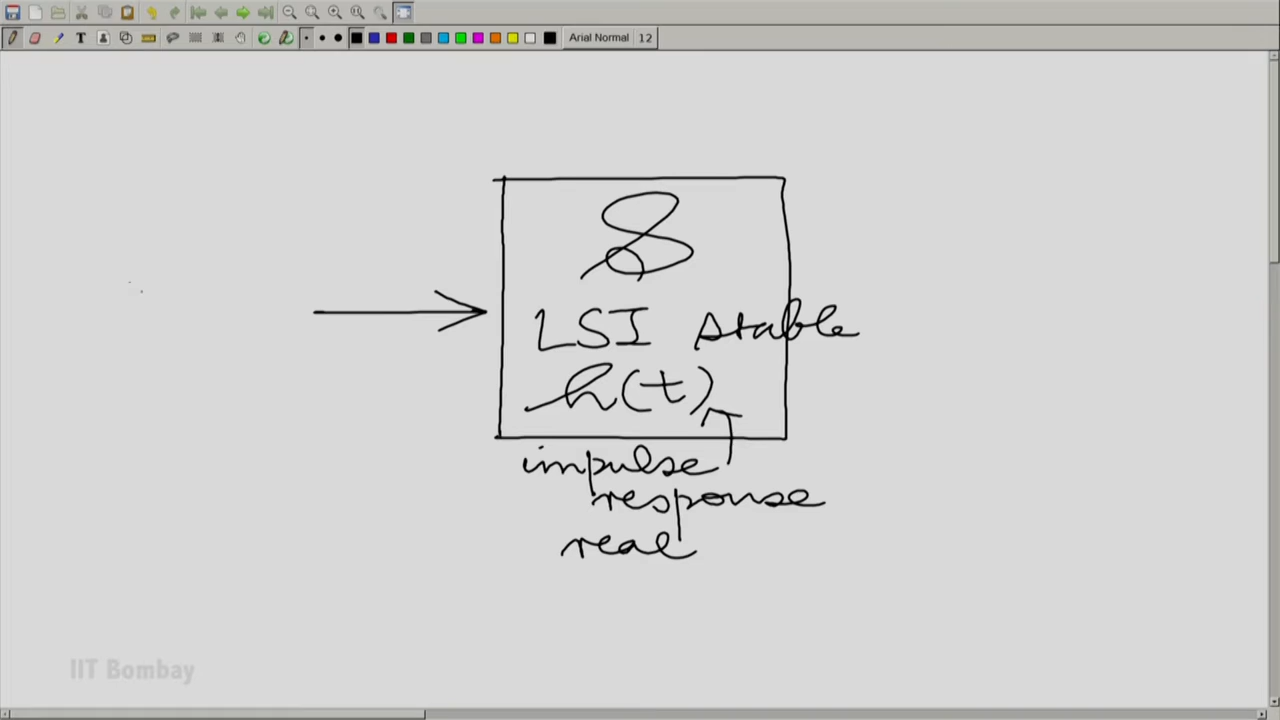 Arial Normal 12
S
LSI stable
h(t)
impulse
response
real
IIT Bombay